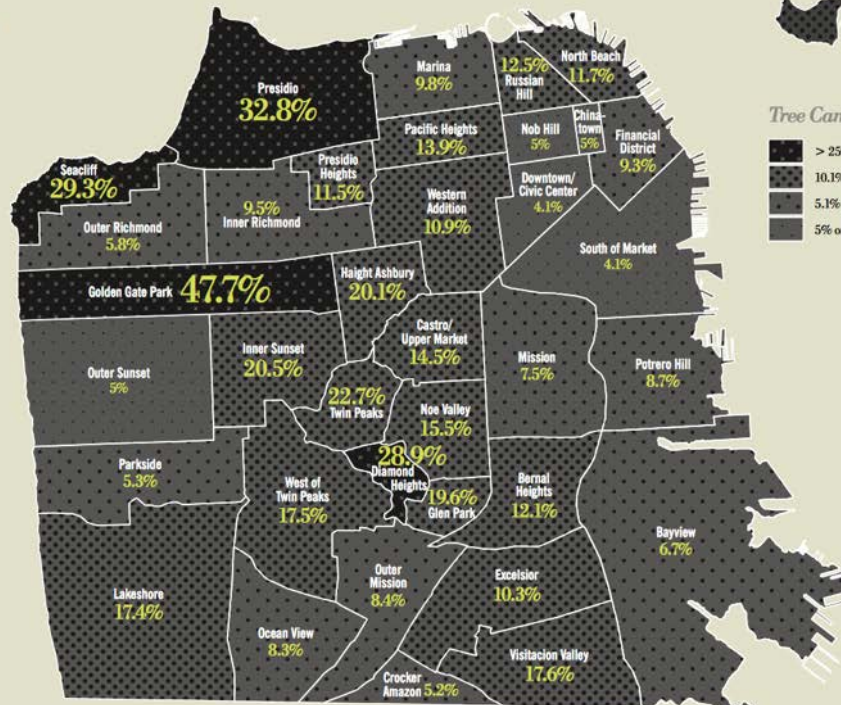 Presidio
32.8%
Marina
9.8%
12.5%
Russian
Hill
North Beach
11.7%
Tree
Seacliff
29.3%
Presidio
Heights
11.5%
Pacific Heights
13.9%
Nob Hill
5%
China-
town
5%
Financial
District
9.3%
> 25
10.1%
5.1%
5%
Outer Richmond
5.8%
9.5%
Inner Richmond
Western
Addition
10.9%
Downtown/
Civic Center
4.1%
South of Market
4.1%
Golden Gate Park 47.7%
Haight Ashbury
20.1%
Outer Sunset
5%
Inner Sunset
20.5%
Castro/
Upper Market
14.5%
Mission
7.5%
Potrero Hill
8.7%
22.7%
Twin Peaks
Noe Valley
15.5%
Parkside
5.3%
West of
Twin Peaks
17.5%
28.9%
Diamond
Heights
19.6%
Glen Park
Bernal
Heights
12.1%
Bayview
6.7%
Lakeshore
17.4%
Outer
Mission
8.4%
Excelsior
10.3%
Ocean View
8.3%
Visitacion Valley
17.6%
Crocker
Amazon 5.2%